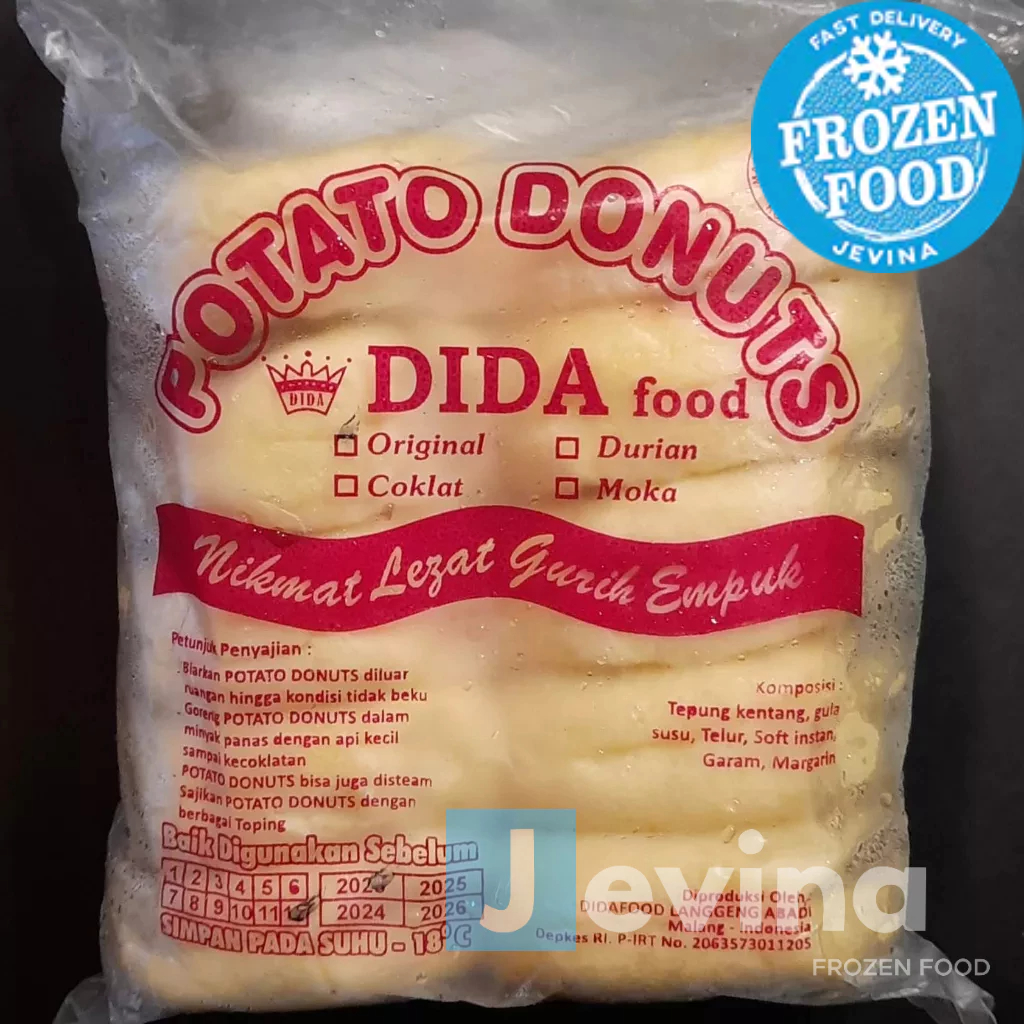 FAST DELIVERY
FROZEN
FOOD
JEVINA
POTATO DONUTS
DIDA
DIDA food
Original
Durian
Coklat
Moka
Nikmat Lezat Gurih Empuk
Petunjuk Penyajian :
. Biarkan POTATO DONUTS diluar
ruangan hingga kondisi tidak beku
. Goreng POTATO DONUTS dalam
minyak panas dengan api kecil
sampai kecoklatan
. POTATO DONUTS bisa juga disteam
Sajikan POTATO DONUTS dengan
berbagai Toping
Komposisi :
Tepung kentang, gula
susu, Telur, Soft instan,
Garam, Margarin
Baik Digunakan Sebelum
1 2 3 4 5 6
7 8 9 10 11
2025
2024 2026
SIMPAN PADA SUHU - 18°C
Diproduksi Oleh
DIDAFOOD LANGGENG ABADI
Malang - Indonesia
Depkes RI. P-IRT No. 2063573011205
Jevina
FROZEN FOOD